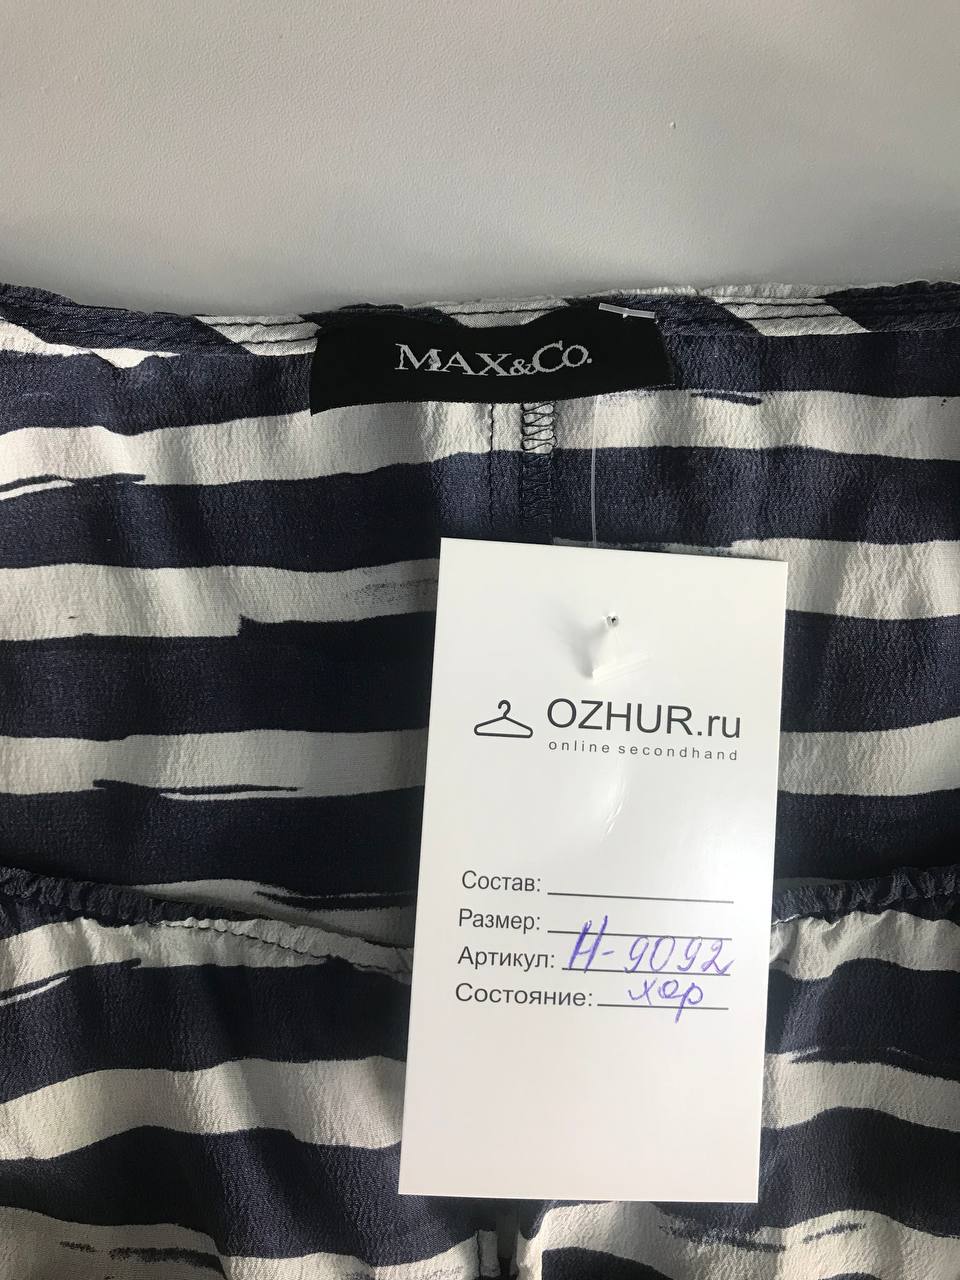 MAX&CO.
OZHUR.ru
online secondhand
Состав:
Размер:
Артикул: Н-9092
Состояние: хор